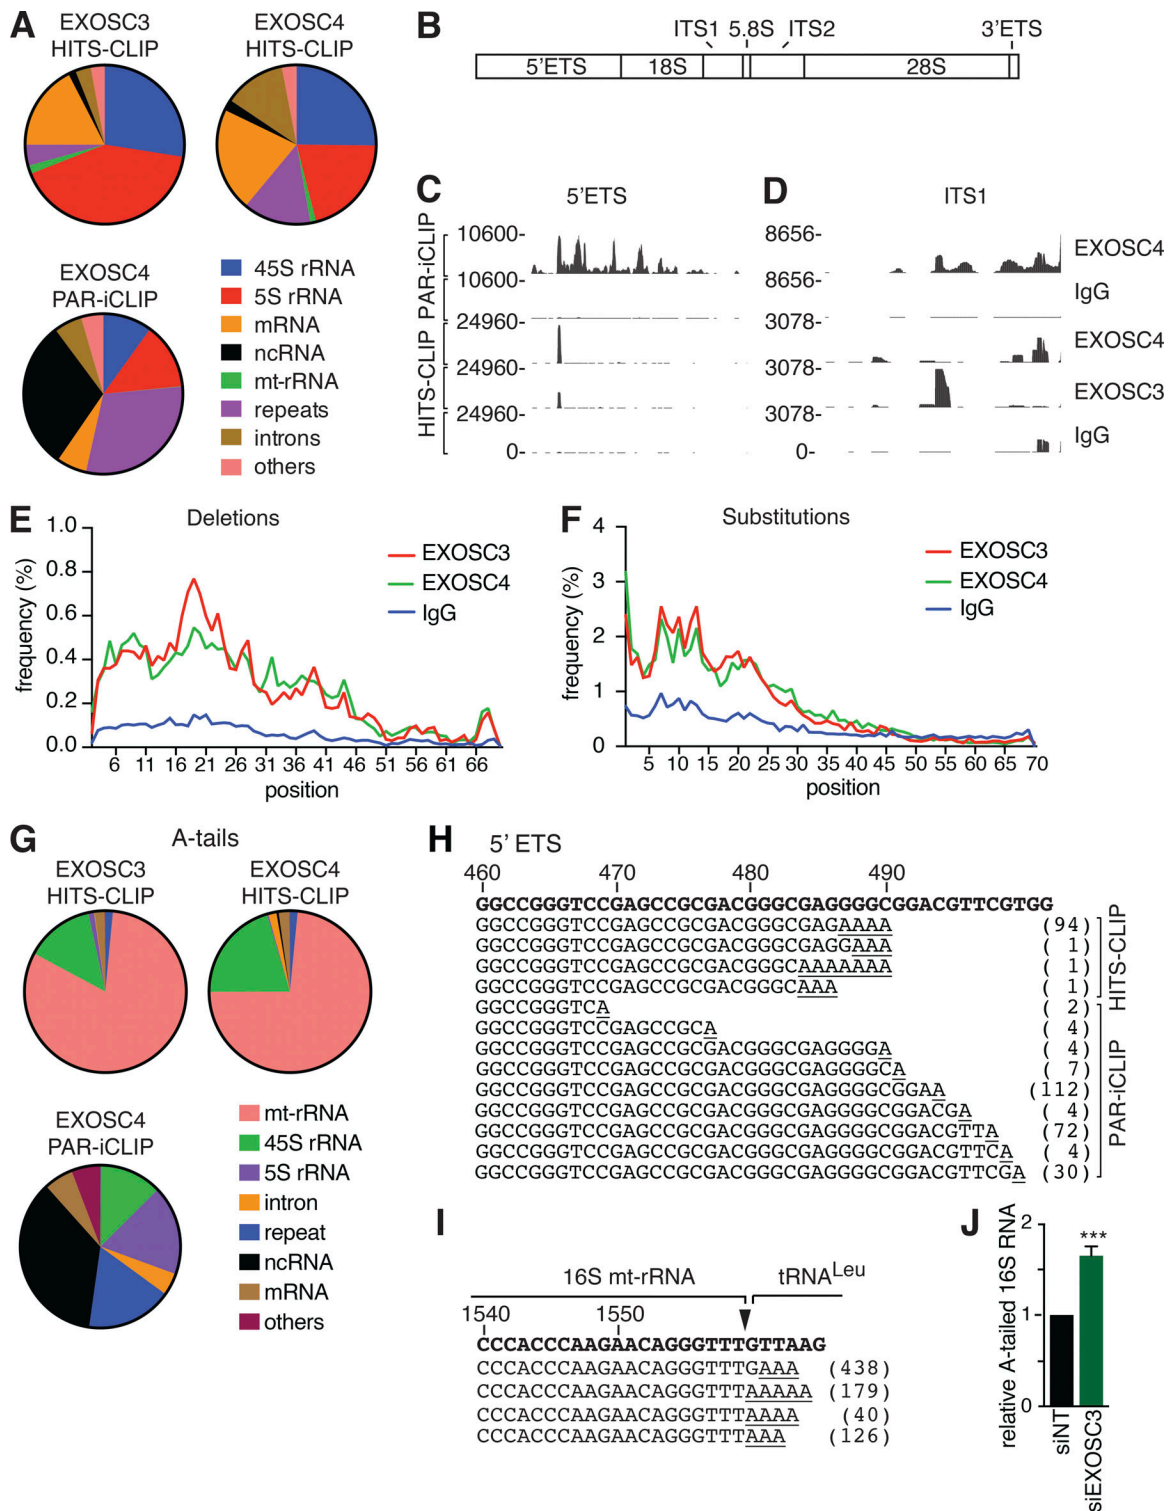 A
EXOSC3
HITS-CLIP
EXOSC4
HITS-CLIP
EXOSC4
PAR-iCLIP
45S rRNA
5S rRNA
mRNA
ncRNA
mt-rRNA
repeats
introns
others
B
ITS1 5.8S ITS2 3'ETS
5'ETS 18S 28S
C
5'ETS
PAR-iCLIP
HITS-CLIP
10600-
10600-
24960-
24960-
24960-
0-
D
ITS1
8656-
8656-
3078-
3078-
3078-
0-
EXOSC4
IgG
EXOSC4
EXOSC3
IgG
E
Deletions
frequency (%)
1.0
0.8
0.6
0.4
0.2
0.0
6 11 16 21 26 31 36 41 46 51 56 61 66
position
EXOSC3
EXOSC4
IgG
F
Substitutions
frequency (%)
4
3
2
1
0
5 10 15 20 25 30 35 40 45 50 55 60 65 70
position
EXOSC3
EXOSC4
IgG
G
A-tails
EXOSC3
HITS-CLIP
EXOSC4
HITS-CLIP
EXOSC4
PAR-iCLIP
mt-rRNA
45S rRNA
5S rRNA
intron
repeat
ncRNA
mRNA
others
H
5' ETS
460 470 480 490
GGCCGGGTCCGAGCCGCGACGGGCGAGGGGCGGACGTTCGTGG
GGCCGGGTCCGAGCCGCGACGGGCGAGAAAA (94)
GGCCGGGTCCGAGCCGCGACGGGCGAGGAAA (1)
GGCCGGGTCCGAGCCGCGACGGGCAAAAAAA (1)
GGCCGGGTCCGAGCCGCGACGGGCAAA (1)
GGCCGGGTCA (2)
GGCCGGGTCCGAGCCGCA (4)
GGCCGGGTCCGAGCCGCGACGGGCGAGGGGA (4)
GGCCGGGTCCGAGCCGCGACGGGCGAGGGGCA (7)
GGCCGGGTCCGAGCCGCGACGGGCGAGGGGCGGAA (112)
GGCCGGGTCCGAGCCGCGACGGGCGAGGGGCGGACGA (4)
GGCCGGGTCCGAGCCGCGACGGGCGAGGGGCGGACGTTA (72)
GGCCGGGTCCGAGCCGCGACGGGCGAGGGGCGGACGTTCA (4)
GGCCGGGTCCGAGCCGCGACGGGCGAGGGGCGGACGTTCGA (30)
HITS-CLIP
PAR-iCLIP
I
16S mt-rRNA tRNALeu
1540 1550
CCCACCCAAGAACAGGGTTTGTTAAG
CCCACCCAAGAACAGGGTTTGAAA (438)
CCCACCCAAGAACAGGGTTTAAAAA (179)
CCCACCCAAGAACAGGGTTTAAAA (40)
CCCACCCAAGAACAGGGTTTAAA (126)
J
relative A-tailed 16S RNA
2
1
0
***
siNT
siEXOSC3